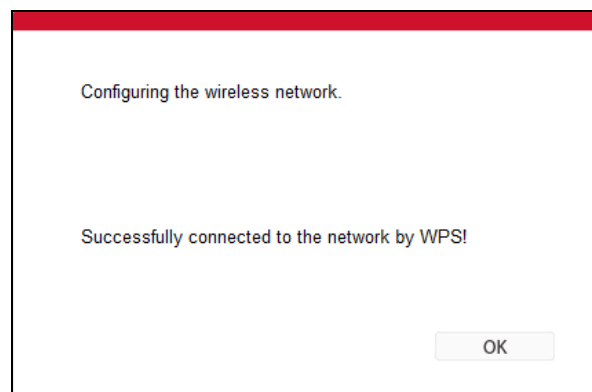 Configuring the wireless network.
Successfully connected to the network by WPS!
OK